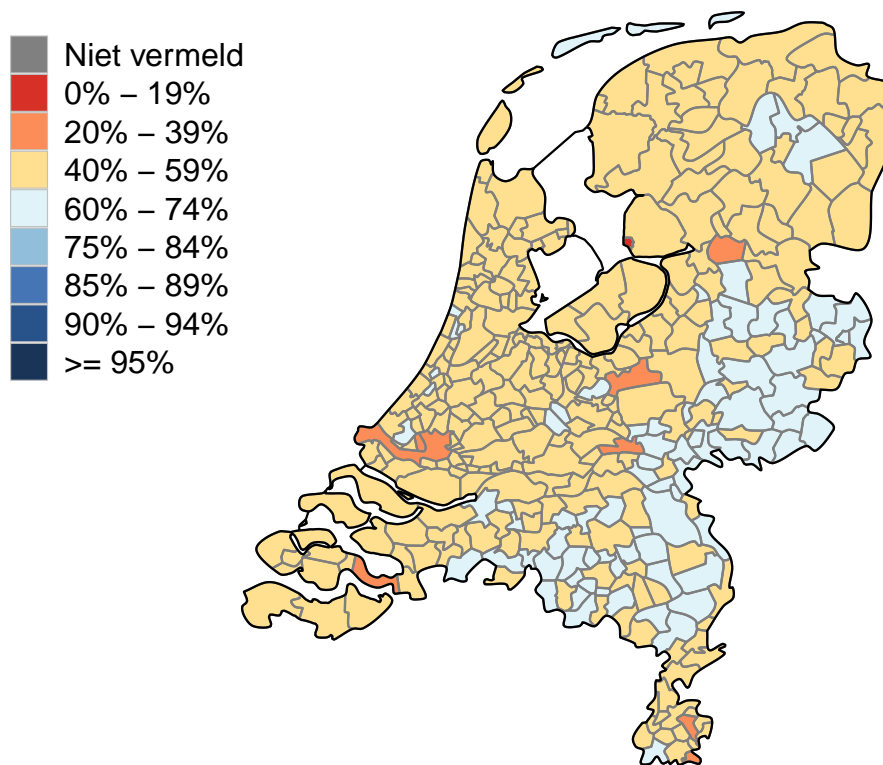 Niet vermeld
0% – 19%
20% – 39%
40% – 59%
60% – 74%
75% – 84%
85% – 89%
90% – 94%
>= 95%